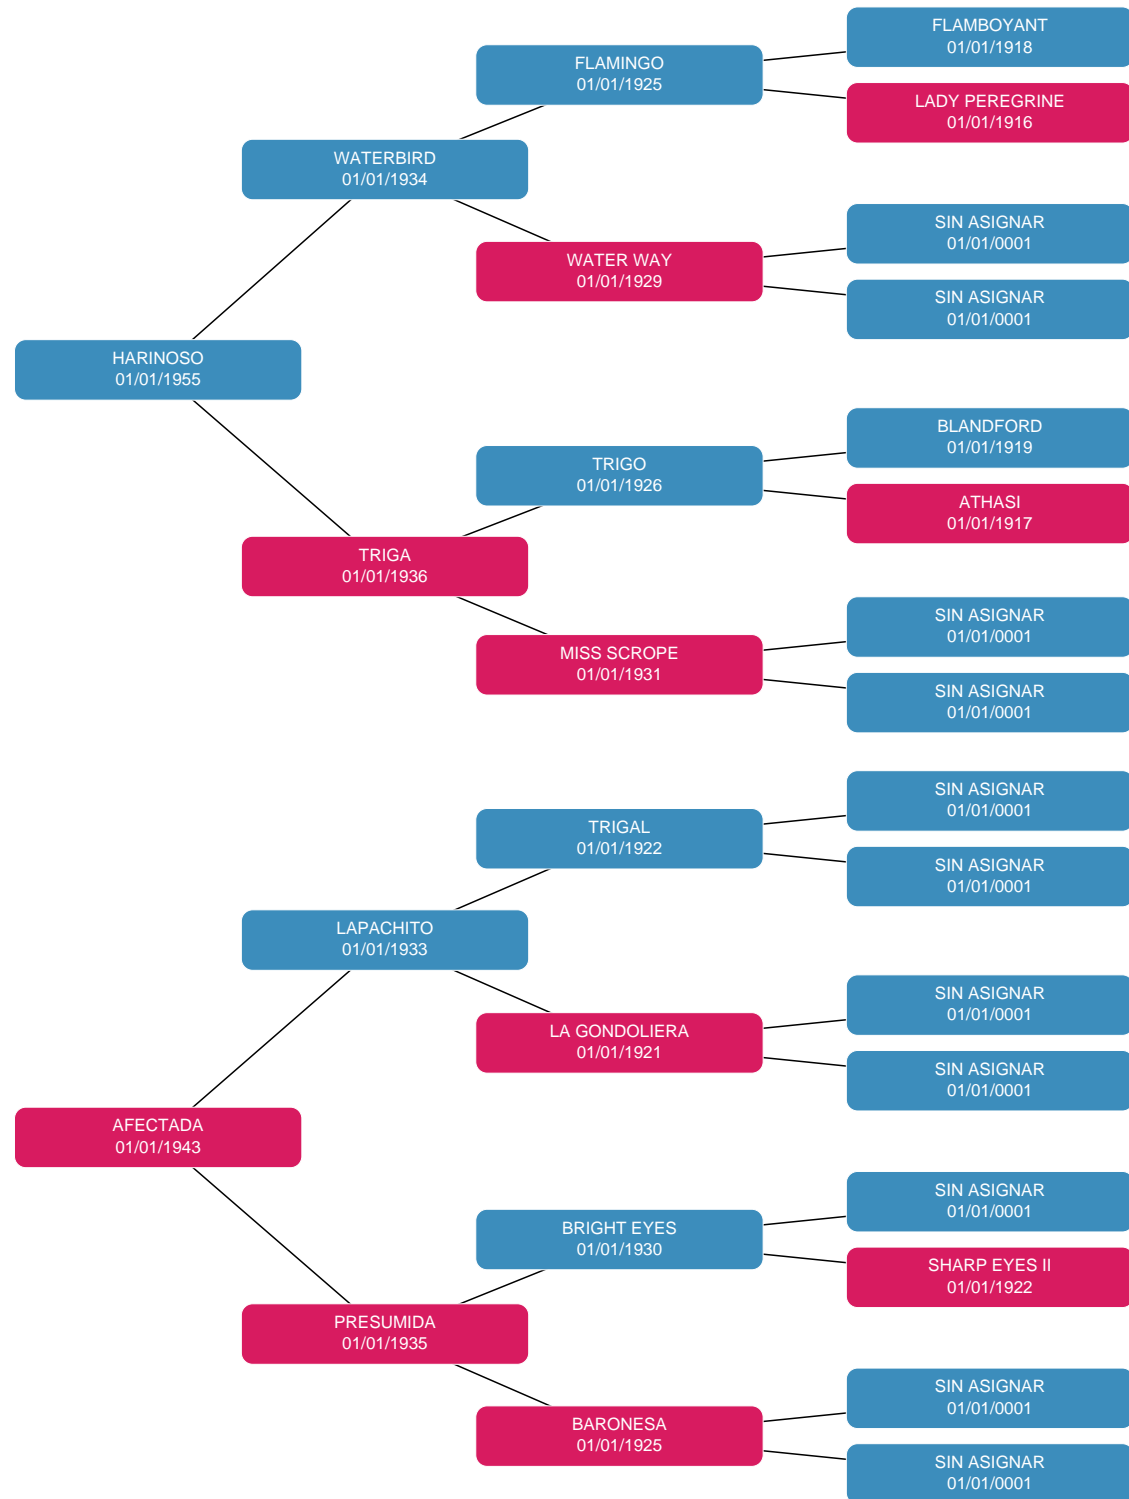 FLAMBOYANT
01/01/1918
FLAMINGO
01/01/1925
LADY PEREGRINE
01/01/1916
WATERBIRD
01/01/1934
SIN ASIGNAR
01/01/0001
WATER WAY
01/01/1929
SIN ASIGNAR
01/01/0001
HARINOSO
01/01/1955
BLANDFORD
01/01/1919
TRIGO
01/01/1926
ATHASI
01/01/1917
TRIGA
01/01/1936
SIN ASIGNAR
01/01/0001
MISS SCROPE
01/01/1931
SIN ASIGNAR
01/01/0001
SIN ASIGNAR
01/01/0001
TRIGAL
01/01/1922
SIN ASIGNAR
01/01/0001
LAPACHITO
01/01/1933
SIN ASIGNAR
01/01/0001
LA GONDOLIERA
01/01/1921
SIN ASIGNAR
01/01/0001
AFECTADA
01/01/1943
SIN ASIGNAR
01/01/0001
BRIGHT EYES
01/01/1930
SHARP EYES II
01/01/1922
PRESUMIDA
01/01/1935
SIN ASIGNAR
01/01/0001
BARONESA
01/01/1925
SIN ASIGNAR
01/01/0001